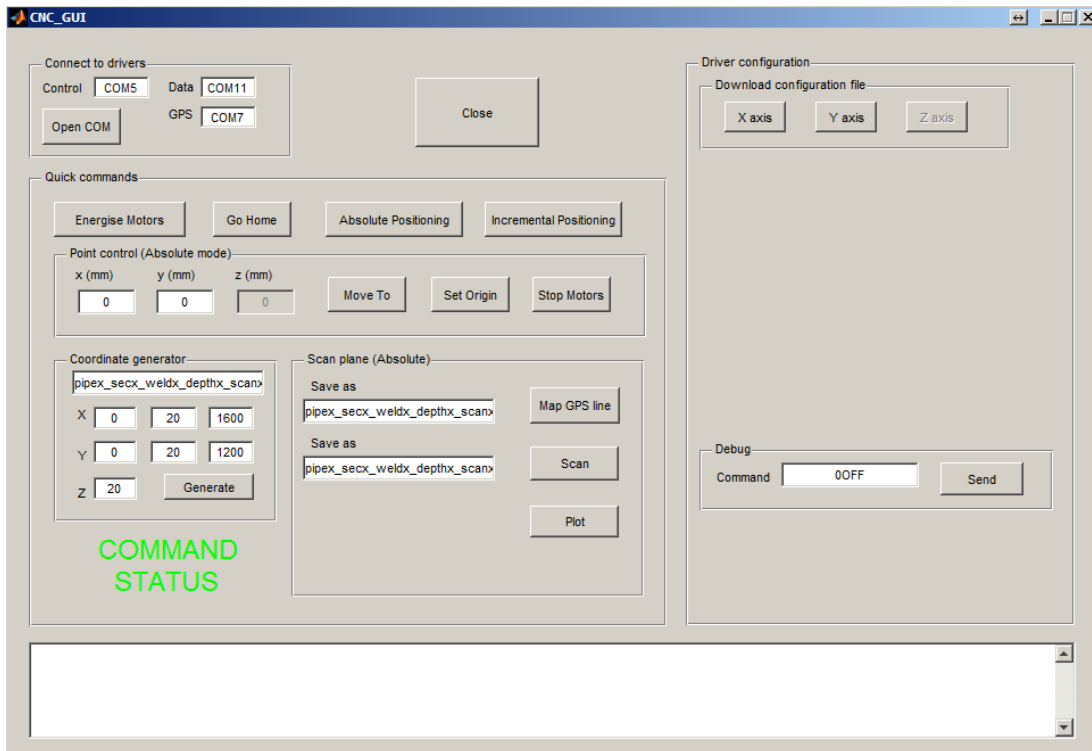 CNC_GUI
Connect to drivers
Control COM5 Data COM11
GPS COM7
Open COM
Close
Driver configuration
Download configuration file
X axis Y axis Z axis
Quick commands
Energise Motors Go Home Absolute Positioning Incremental Positioning
Point control (Absolute mode)
x (mm) y (mm) z (mm)
0 0 0 Move To Set Origin Stop Motors
Coordinate generator
pipex_secx_weldx_depthx_scanx
X 0 20 1600
Y 0 20 1200
Z 20 Generate
COMMAND
STATUS
Scan plane (Absolute)
Save as
pipex_secx_weldx_depthx_scanx Map GPS line
Save as
pipex_secx_weldx_depthx_scanx Scan
Plot
Debug
Command 0OFF Send